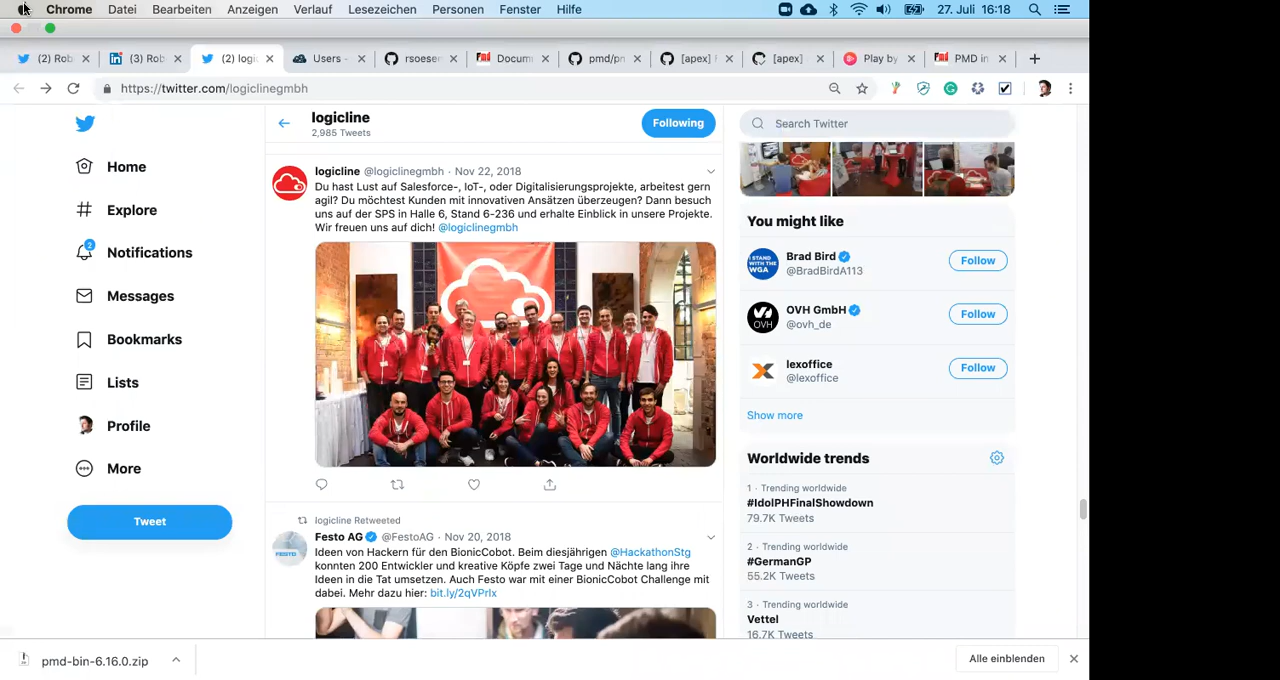 Chrome Datei Bearbeiten Anzeigen Verlauf Lesezeichen Personen Fenster Hilfe 27. Juli 16:18
(2) Rob (3) Rob (2) logic Users - rsoeser Docum pmd/pm [apex] F [apex] Play by PMD in
https://twitter.com/logiclinegmbh
logicline
2,985 Tweets
Following
Search Twitter
Home
Explore
2
Notifications
Messages
Bookmarks
Lists
Profile
More
Tweet
logicline @logiclinegmbh · Nov 22, 2018
Du hast Lust auf Salesforce-, IoT-, oder Digitalisierungsprojekte, arbeitest gern
agil? Du möchtest Kunden mit innovativen Ansätzen überzeugen? Dann besuch
uns auf der SPS in Halle 6, Stand 6-236 und erhalte Einblick in unsere Projekte.
Wir freuen uns auf dich! @logiclinegmbh
logicline Retweeted
Festo AG @FestoAG · Nov 20, 2018
FESTO
Ideen von Hackern für den BionicCobot. Beim diesjährigen @HackathonStg
konnten 200 Entwickler und kreative Köpfe zwei Tage und Nächte lang ihre
Ideen in die Tat umsetzen. Auch Festo war mit einer BionicCobot Challenge mit
dabei. Mehr dazu hier: bit.ly/2qVPrIx
You might like
STAND
WITH THE
WGA
Brad Bird
@BradBirdA113
Follow
OVH
OVH GmbH
@ovh_de
Follow
lexoffice
@lexoffice
Follow
Show more
Worldwide trends
1 · Trending worldwide
#IdolPHFinalShowdown
79.7K Tweets
2 · Trending worldwide
#GermanGP
55.2K Tweets
3 · Trending worldwide
Vettel
16.7K Tweets
pmd-bin-6.16.0.zip
Alle einblenden